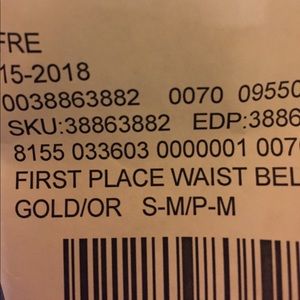 FRE
15-2018
0038863882 0070 09550
SKU:38863882 EDP:3886
8155 033603 0000001 0070
FIRST PLACE WAIST BEL
GOLD/OR S-M/P-M